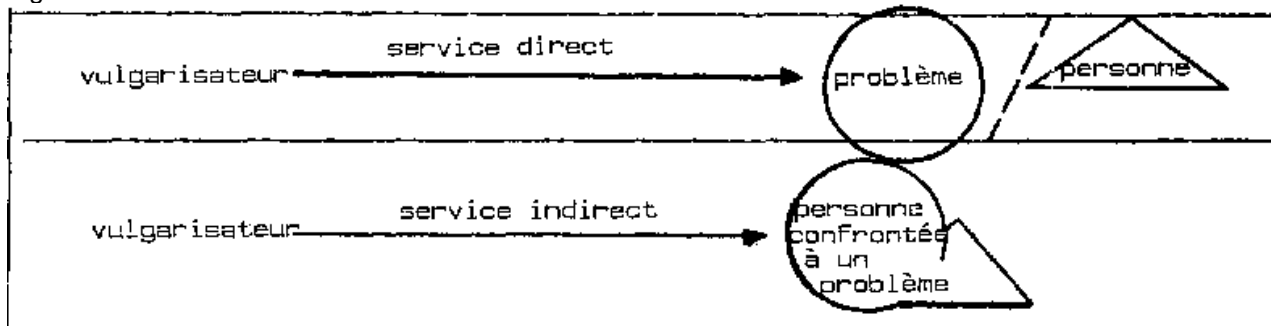 service direct
vulgarisateur
problème
personne
service indirect
vulgarisateur
personne
confrontée
à un
problème